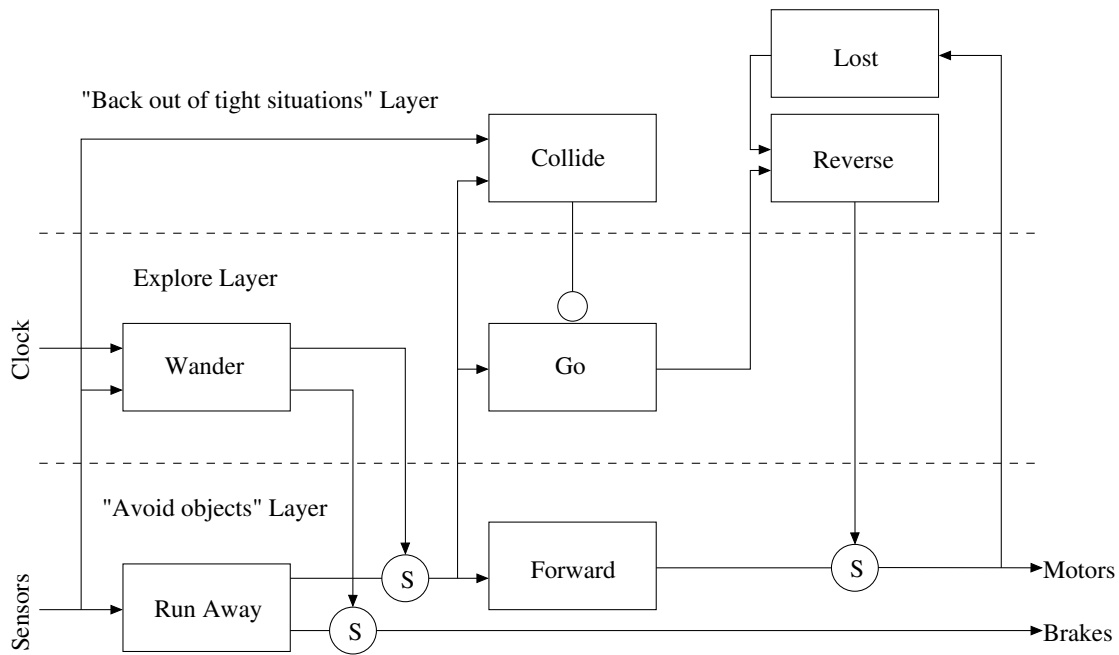 Lost
"Back out of tight situations" Layer
Collide
Reverse
Explore Layer
Clock
Wander
Go
"Avoid objects" Layer
Sensors
Run Away
S
S
Forward
S
Motors
Brakes